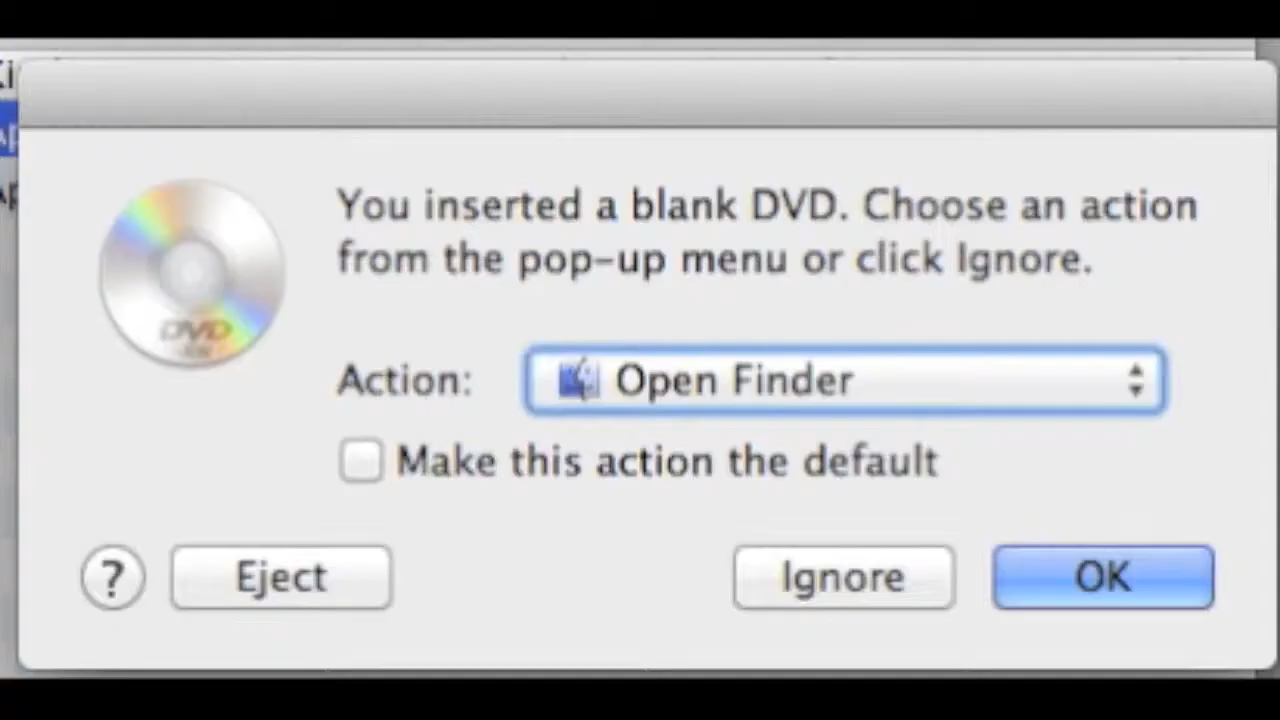 You inserted a blank DVD. Choose an action
from the pop-up menu or click Ignore.
Action: Open Finder
Make this action the default
? Eject Ignore OK
DVD